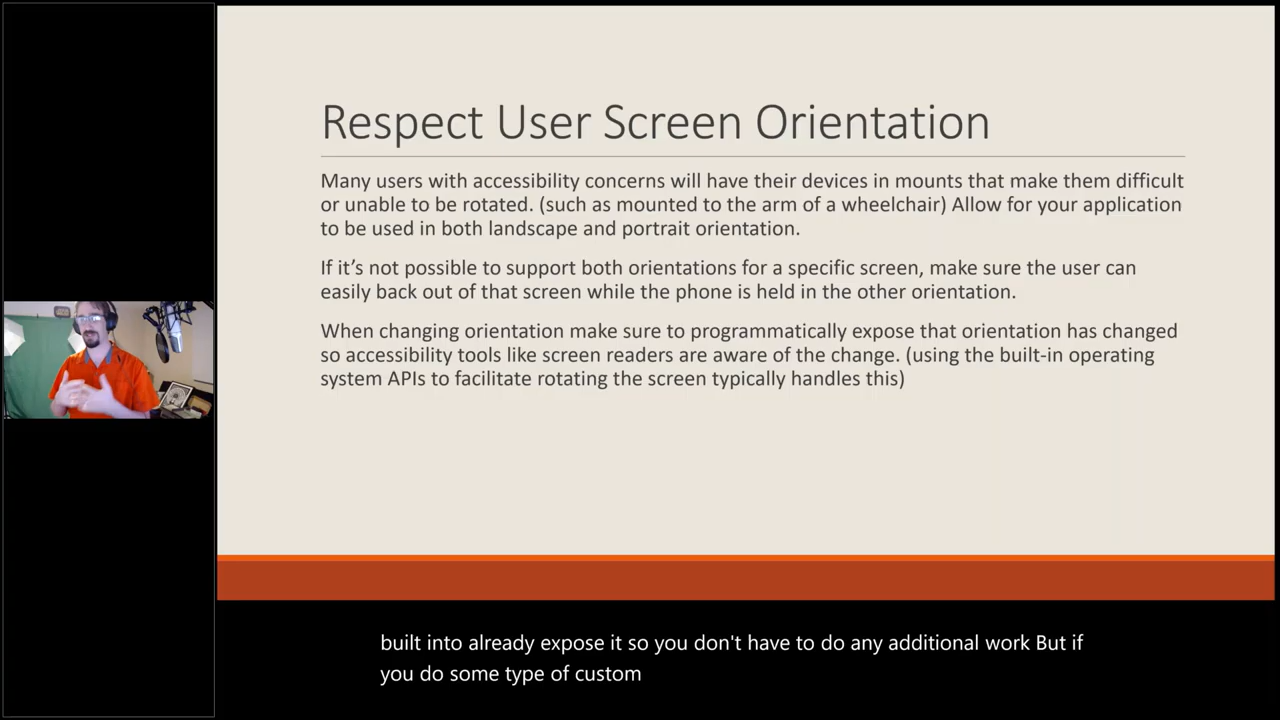 Respect User Screen Orientation
Many users with accessibility concerns will have their devices in mounts that make them difficult
or unable to be rotated. (such as mounted to the arm of a wheelchair) Allow for your application
to be used in both landscape and portrait orientation.
If it’s not possible to support both orientations for a specific screen, make sure the user can
easily back out of that screen while the phone is held in the other orientation.
When changing orientation make sure to programmatically expose that orientation has changed
so accessibility tools like screen readers are aware of the change. (using the built-in operating
system APIs to facilitate rotating the screen typically handles this)
built into already expose it so you don't have to do any additional work But if
you do some type of custom